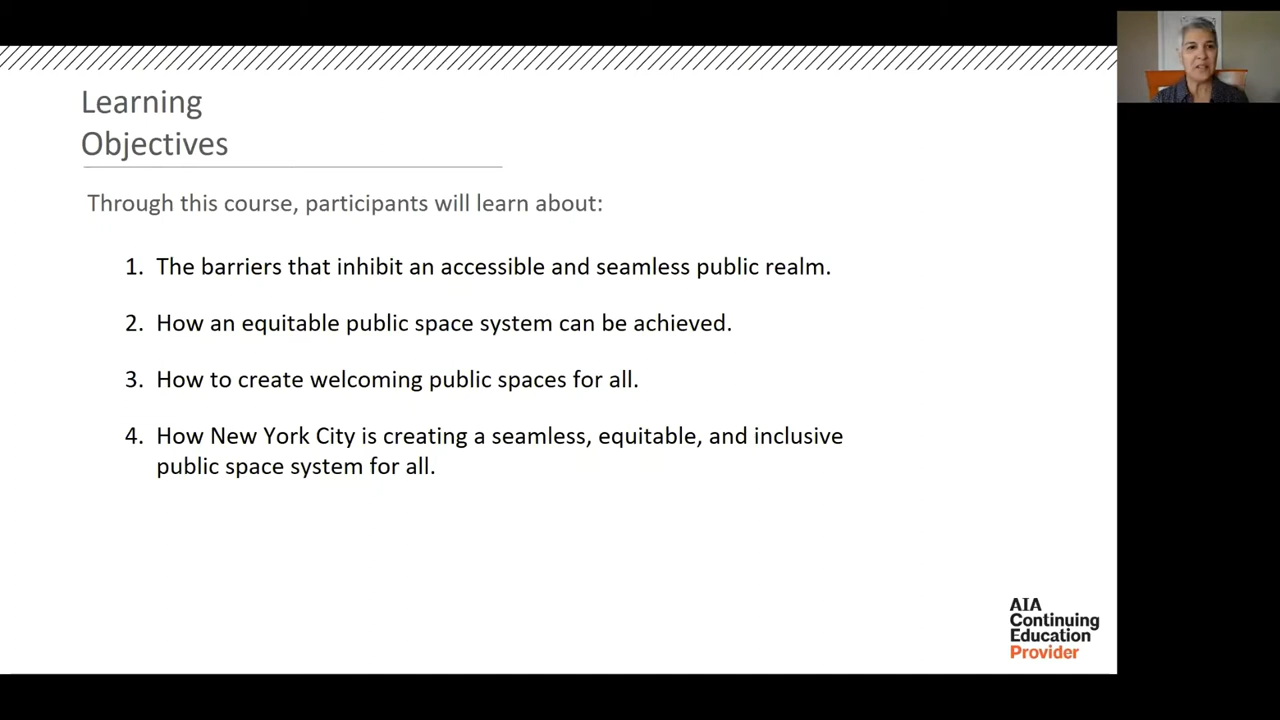 Learning
Objectives
Through this course, participants will learn about:
1. The barriers that inhibit an accessible and seamless public realm.
2. How an equitable public space system can be achieved.
3. How to create welcoming public spaces for all.
4. How New York City is creating a seamless, equitable, and inclusive
public space system for all.
AIA
Continuing
Education
Provider